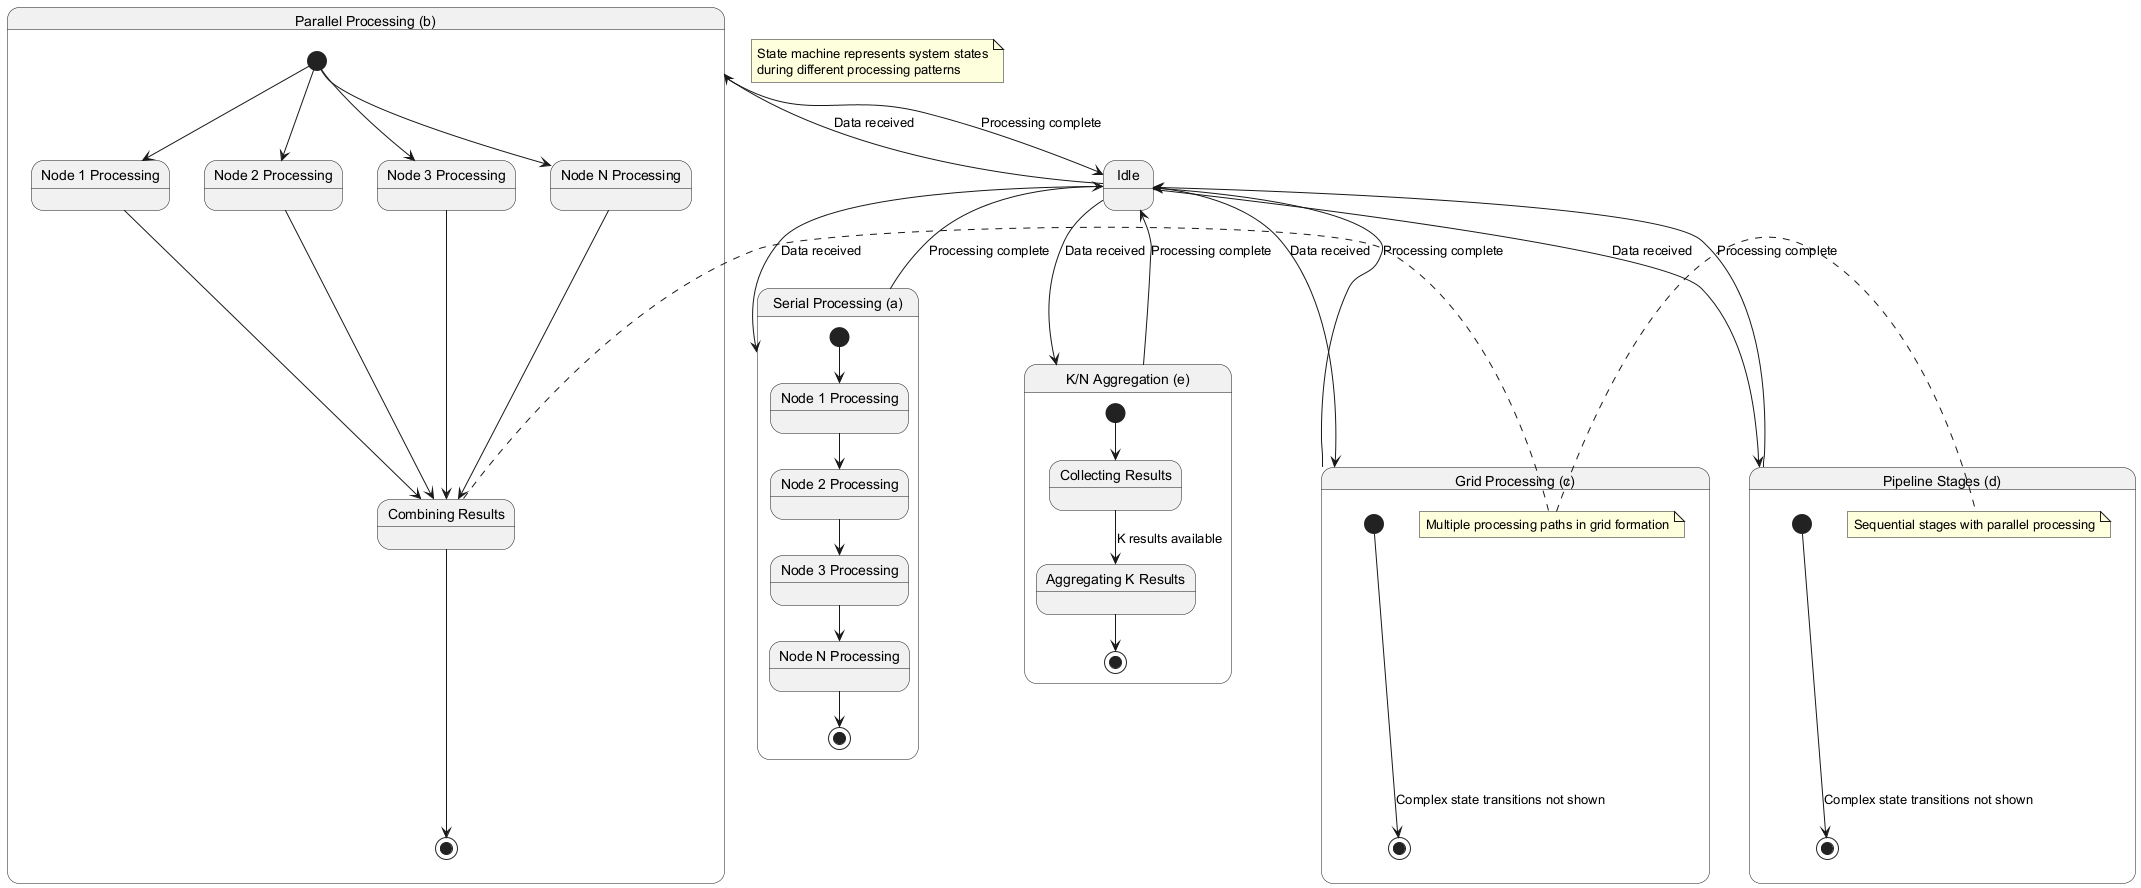 Parallel Processing (b)
State machine represents system states
during different processing patterns
Data received
Processing complete
Node 1 Processing
Node 2 Processing
Node 3 Processing
Node N Processing
Idle
Data received
Processing complete
Data received
Processing complete
Data received
Processing complete
Data received
Processing complete
Serial Processing (a)
Node 1 Processing
Node 2 Processing
Node 3 Processing
Node N Processing
K/N Aggregation (e)
Collecting Results
K results available
Aggregating K Results
Combining Results
Grid Processing (c)
Multiple processing paths in grid formation
Complex state transitions not shown
Pipeline Stages (d)
Sequential stages with parallel processing
Complex state transitions not shown